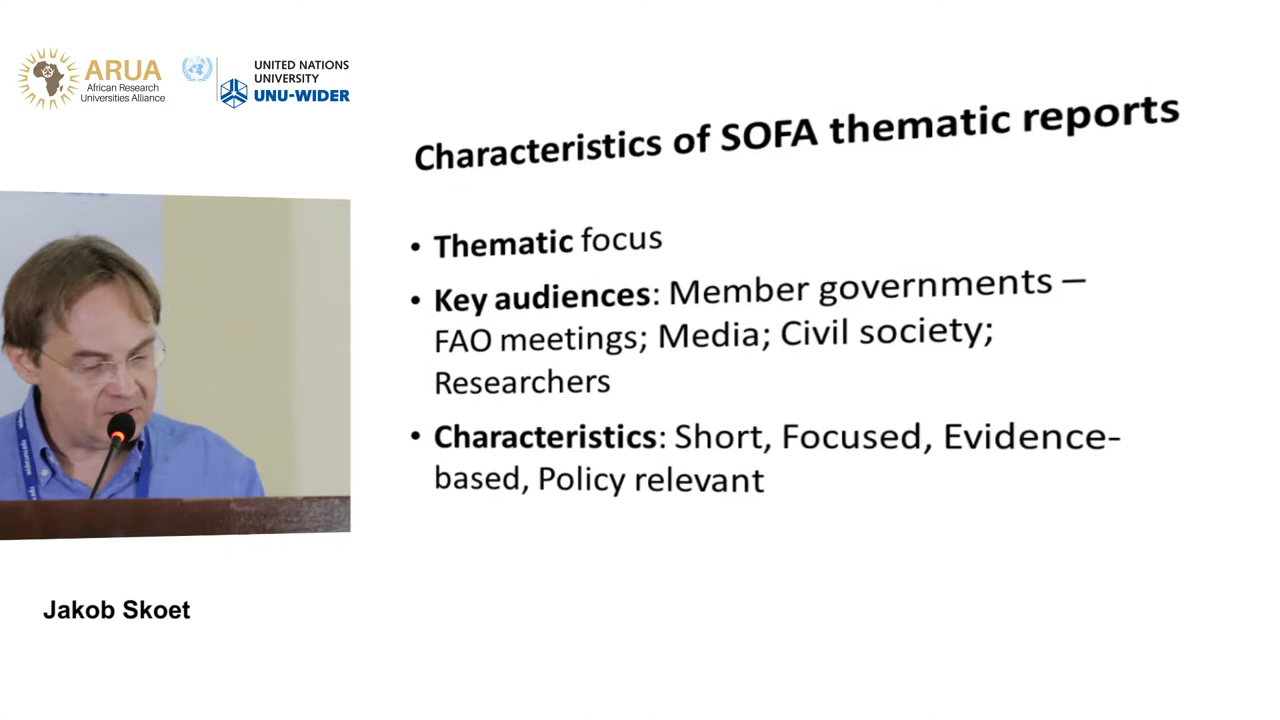 ARUA
African Research
Universities Alliance
UNITED NATIONS
UNIVERSITY
UNU-WIDER
Characteristics of SOFA thematic reports
• Thematic focus
• Key audiences: Member governments –
FAO meetings; Media; Civil society;
Researchers
• Characteristics: Short, Focused, Evidence-
based, Policy relevant
Jakob Skoet